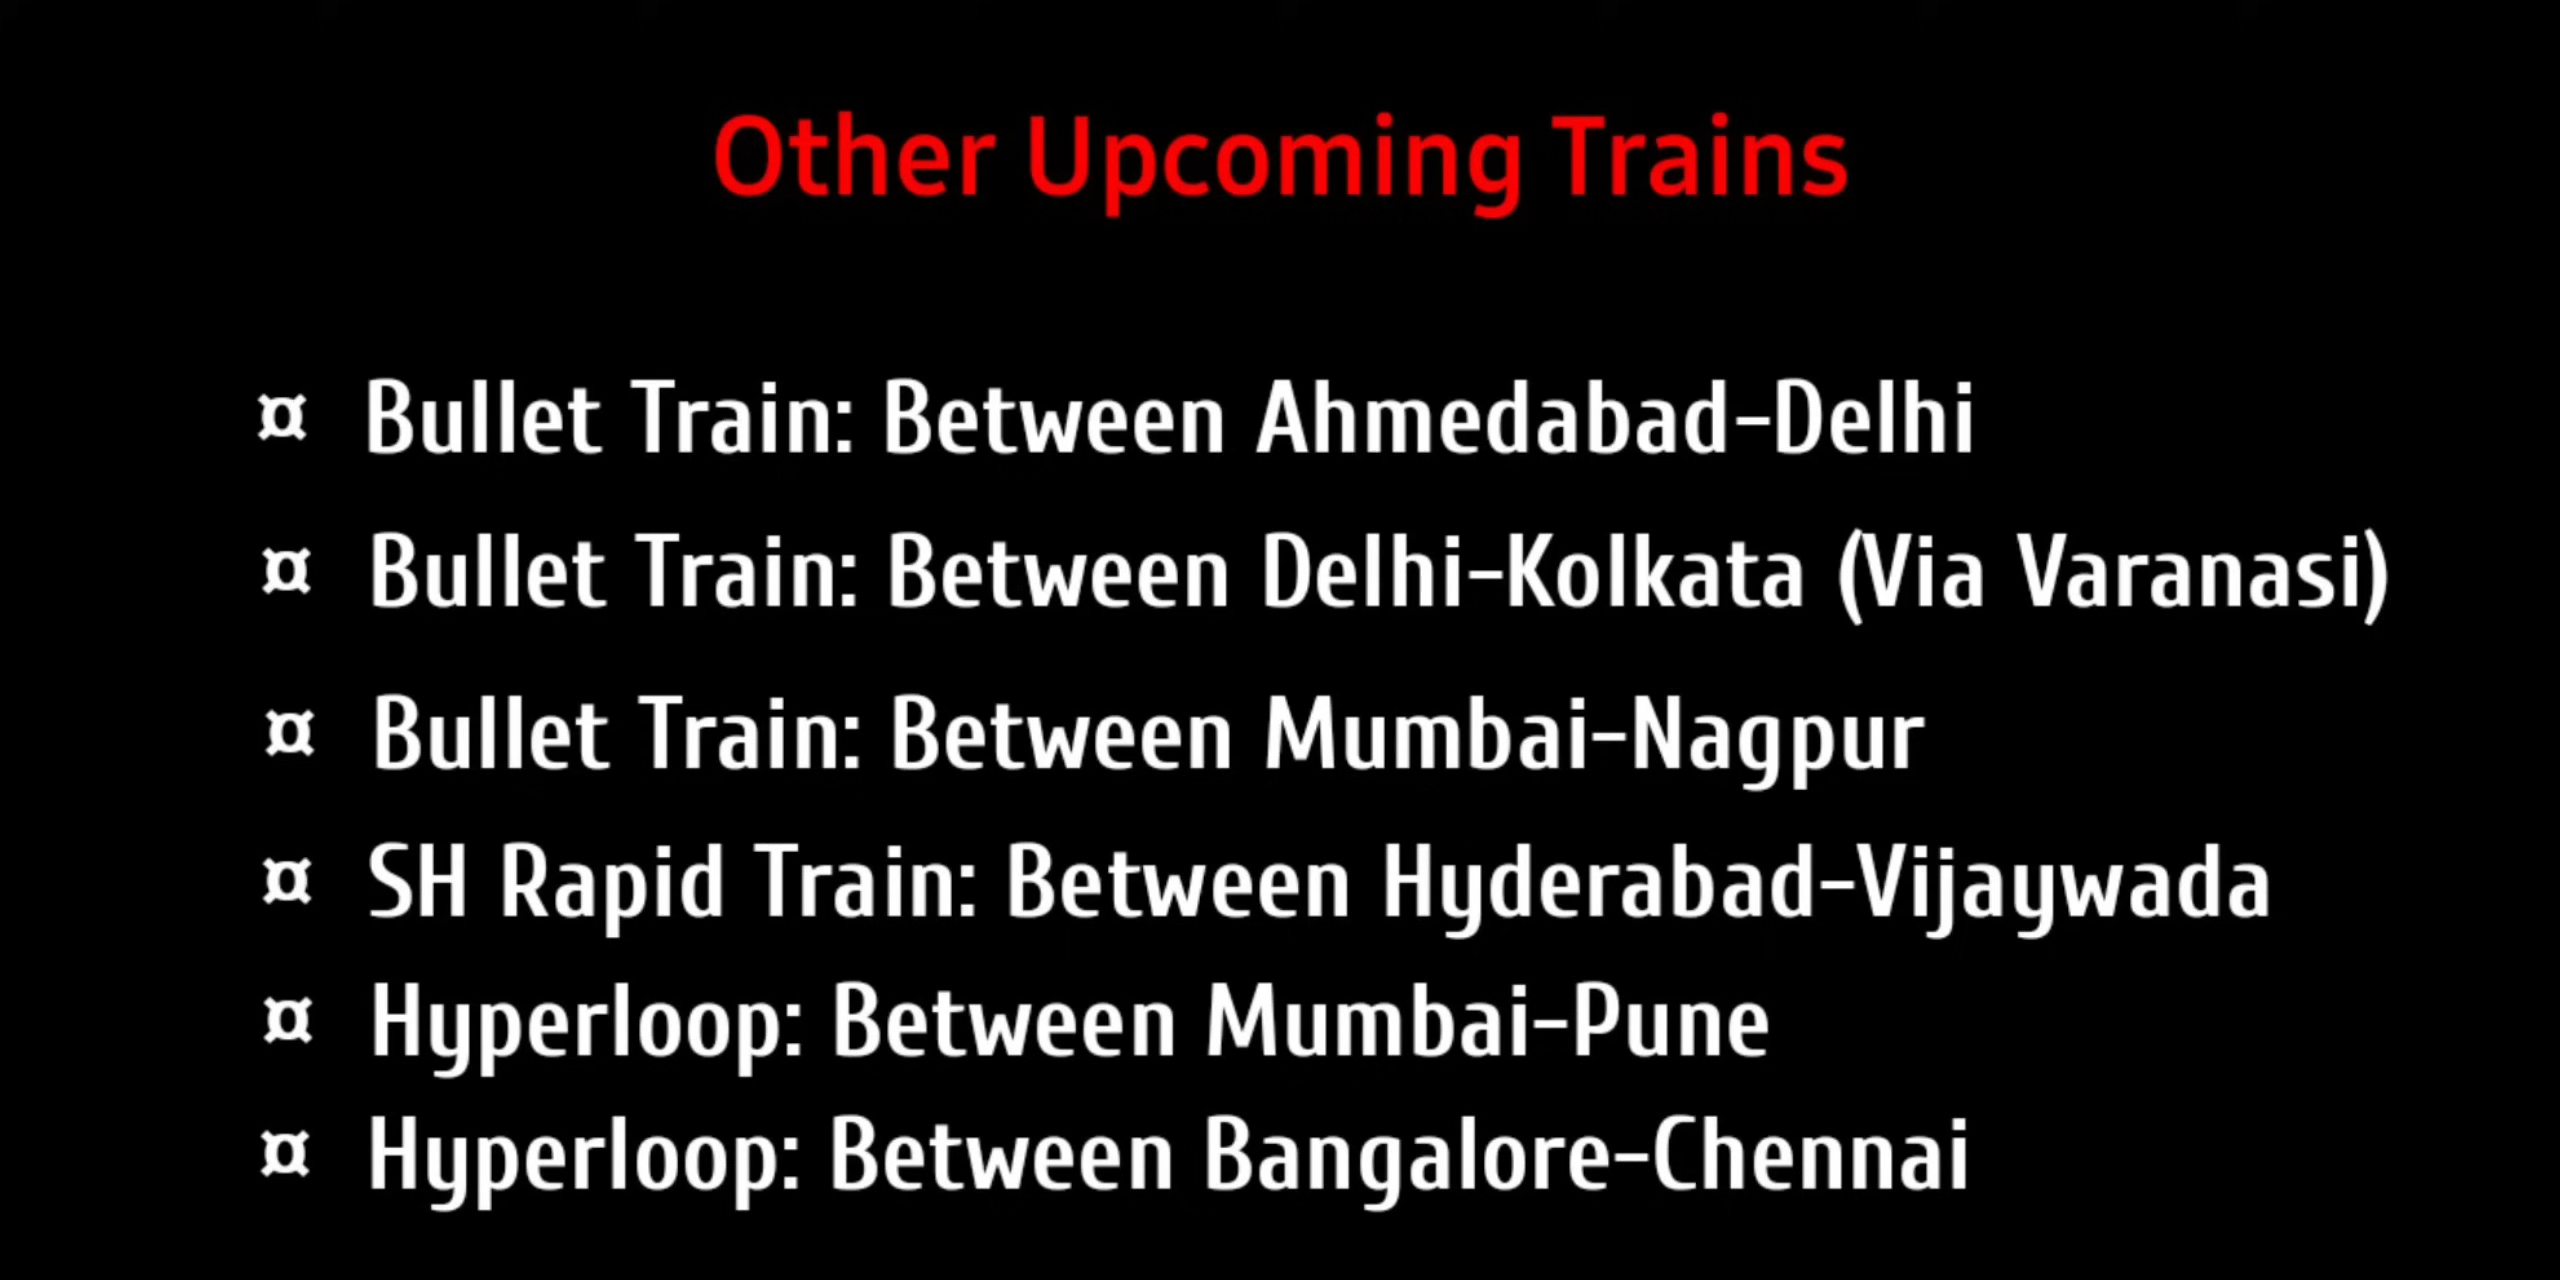 Other Upcoming Trains
¤ Bullet Train: Between Ahmedabad-Delhi
¤ Bullet Train: Between Delhi-Kolkata (Via Varanasi)
¤ Bullet Train: Between Mumbai-Nagpur
¤ SH Rapid Train: Between Hyderabad-Vijaywada
¤ Hyperloop: Between Mumbai-Pune
¤ Hyperloop: Between Bangalore-Chennai